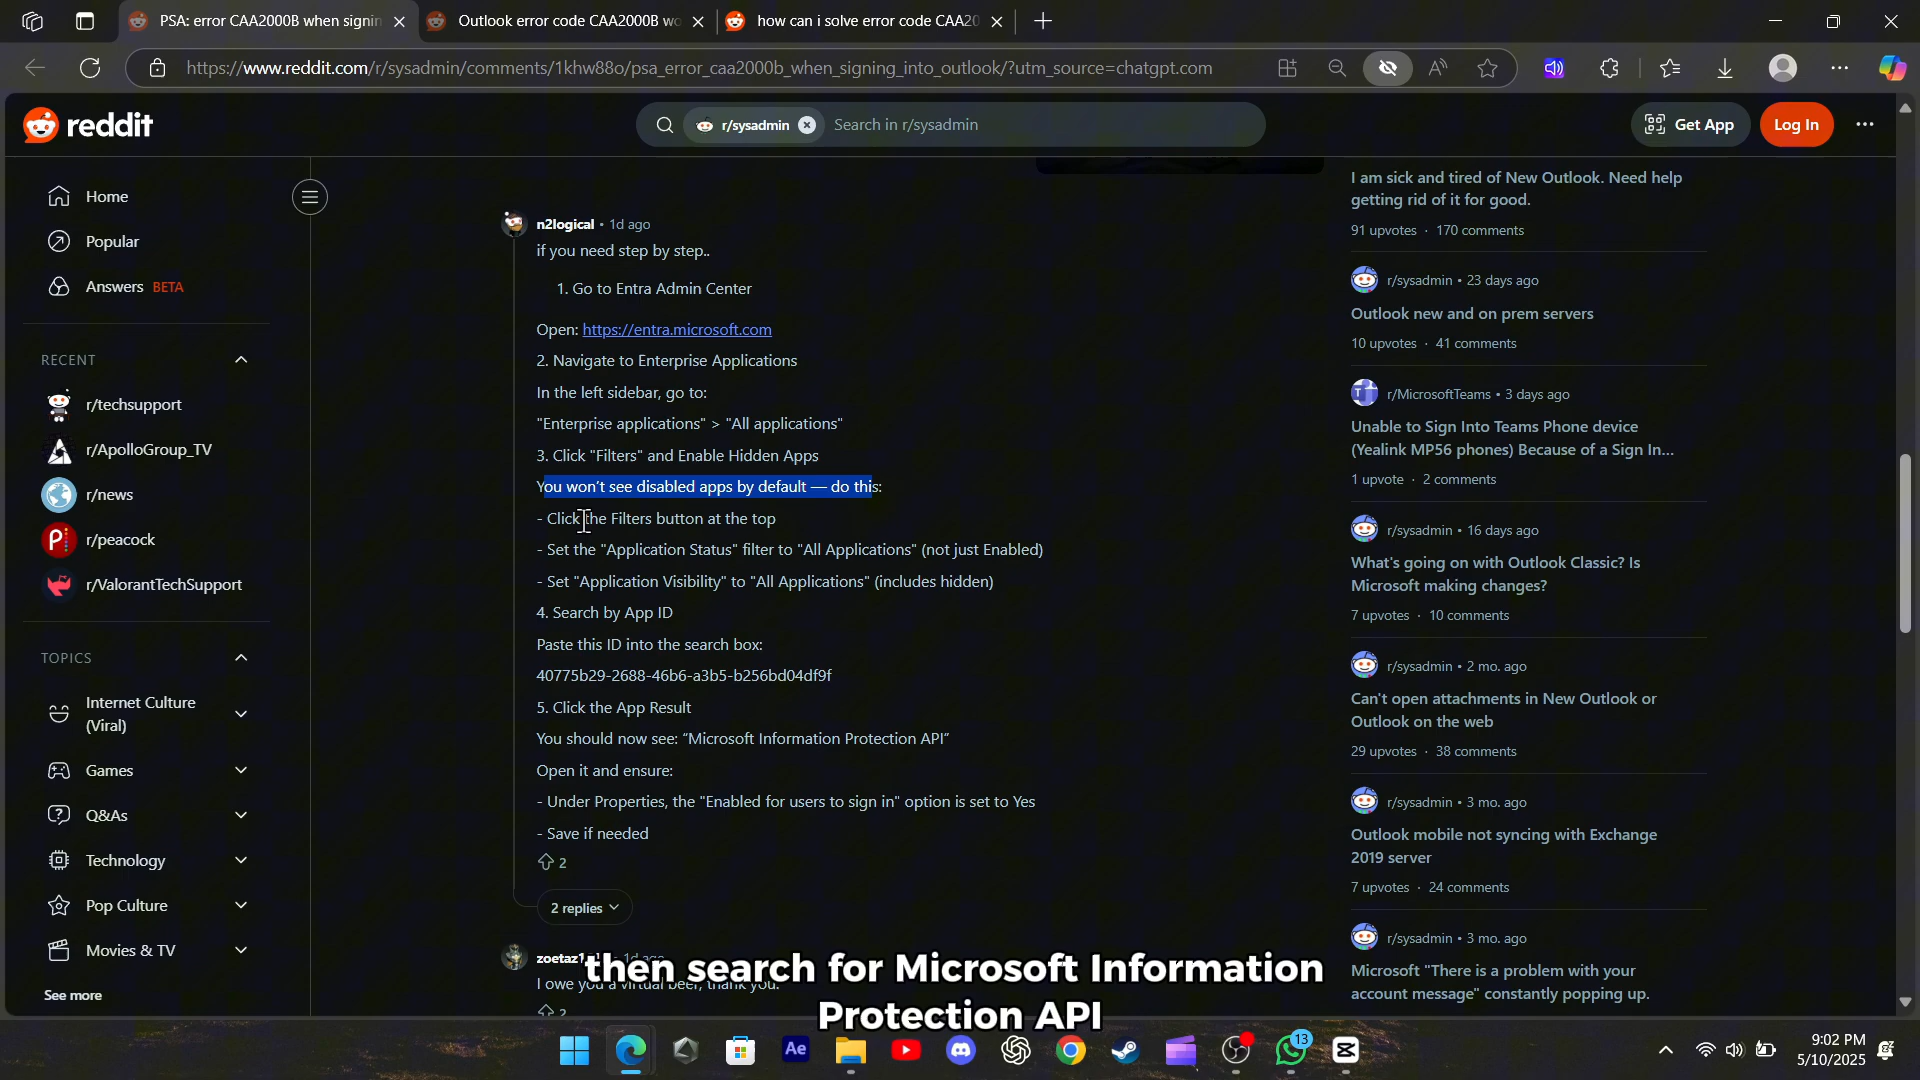 PSA: error CAA2000B when signin
Outlook error code CAA2000B wo
how can i solve error code CAA20
https://www.reddit.com/r/sysadmin/comments/1khw88o/psa_error_caa2000b_when_signing_into_outlook/?utm_source=chatgpt.com
reddit
r/sysadmin
Search in r/sysadmin
Get App
Log In
Home
Popular
Answers BETA
RECENT
r/techsupport
r/ApolloGroup_TV
r/news
r/peacock
r/ValorantTechSupport
TOPICS
Internet Culture
(Viral)
Games
Q&As
Technology
Pop Culture
Movies & TV
See more
n2logical • 1d ago
if you need step by step..
1. Go to Entra Admin Center
Open: https://entra.microsoft.com
2. Navigate to Enterprise Applications
In the left sidebar, go to:
"Enterprise applications" > "All applications"
3. Click "Filters" and Enable Hidden Apps
You won't see disabled apps by default — do this:
- Click the Filters button at the top
- Set the "Application Status" filter to "All Applications" (not just Enabled)
- Set "Application Visibility" to "All Applications" (includes hidden)
4. Search by App ID
Paste this ID into the search box:
40775b29-2688-46b6-a3b5-b256bd04df9f
5. Click the App Result
You should now see: "Microsoft Information Protection API"
Open it and ensure:
- Under Properties, the "Enabled for users to sign in" option is set to Yes
- Save if needed
2
2 replies
1d ago
I owe you a virtual beer, thank you.
2
then search for Microsoft Information
Protection API
I am sick and tired of New Outlook. Need help
getting rid of it for good.
91 upvotes · 170 comments
r/sysadmin • 23 days ago
Outlook new and on prem servers
10 upvotes · 41 comments
r/MicrosoftTeams • 3 days ago
Unable to Sign Into Teams Phone device
(Yealink MP56 phones) Because of a Sign In...
1 upvote · 2 comments
r/sysadmin • 16 days ago
What's going on with Outlook Classic? Is
Microsoft making changes?
7 upvotes · 10 comments
r/sysadmin • 2 mo. ago
Can't open attachments in New Outlook or
Outlook on the web
29 upvotes · 38 comments
r/sysadmin • 3 mo. ago
Outlook mobile not syncing with Exchange
2019 server
7 upvotes · 24 comments
r/sysadmin • 3 mo. ago
Microsoft "There is a problem with your
account message" constantly popping up.
Ae
13
9:02 PM
5/10/2025